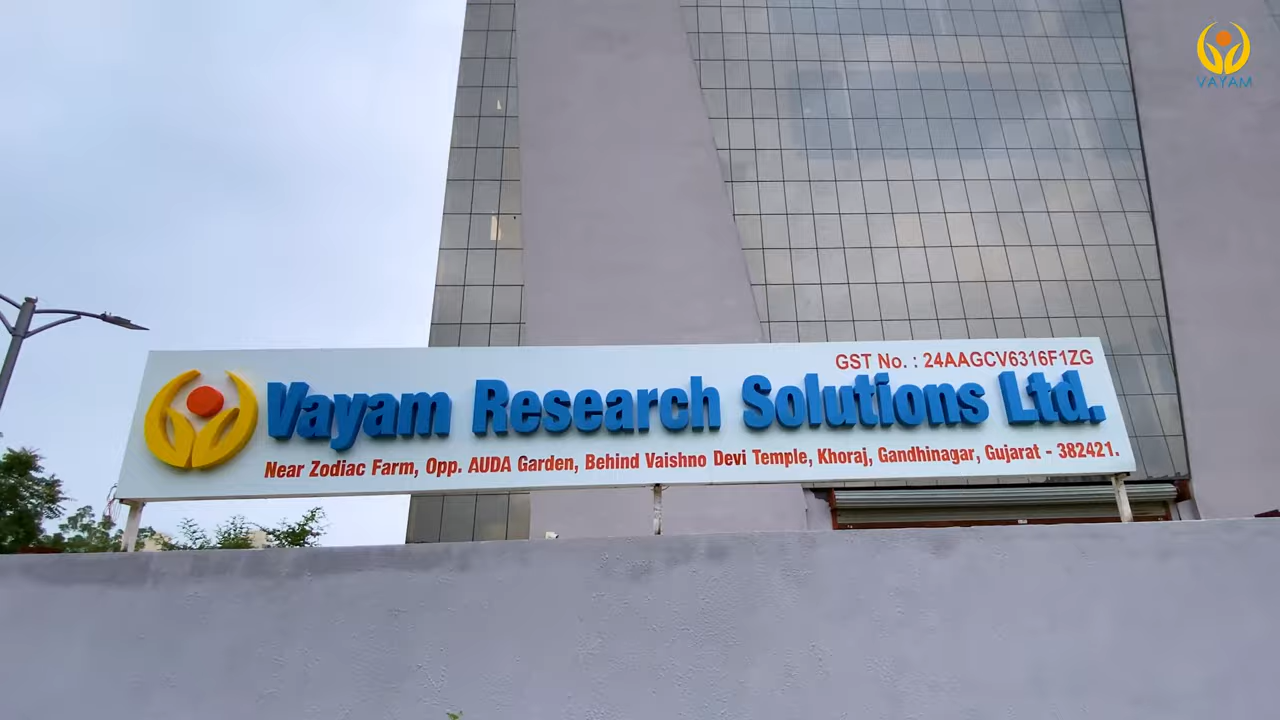 VAYAM
GST No. : 24AAGCV6316F1ZG
Vayam Research Solutions Ltd.
Near Zodiac Farm, Opp. AUDA Garden, Behind Vaishno Devi Temple, Khoraj, Gandhinagar, Gujarat - 382421.